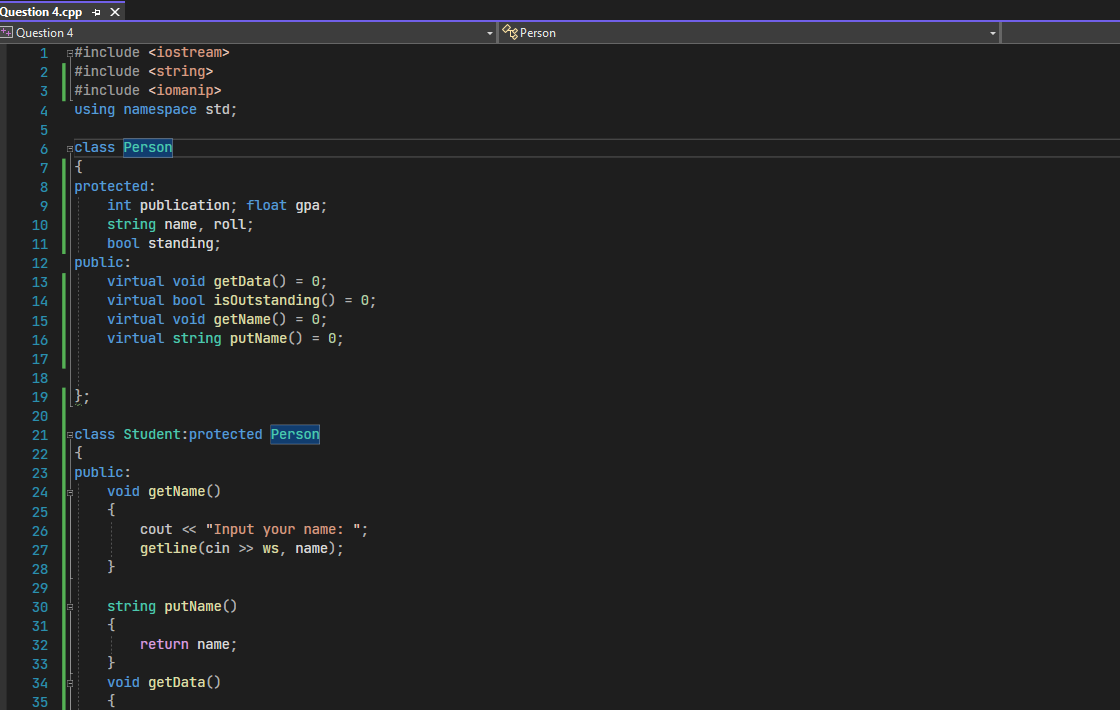 Question 4.cpp
Question 4 Person
1 #include <iostream>
2 #include <string>
3 #include <iomanip>
4 using namespace std;
5
6 class Person
7 {
8 protected:
9 int publication; float gpa;
10 string name, roll;
11 bool standing;
12 public:
13 virtual void getData() = 0;
14 virtual bool isOutstanding() = 0;
15 virtual void getName() = 0;
16 virtual string putName() = 0;
17
18
19 };
20
21 class Student:protected Person
22 {
23 public:
24 void getName()
25 {
26 cout << "Input your name: ";
27 getline(cin >> ws, name);
28 }
29
30 string putName()
31 {
32 return name;
33 }
34 void getData()
35 {